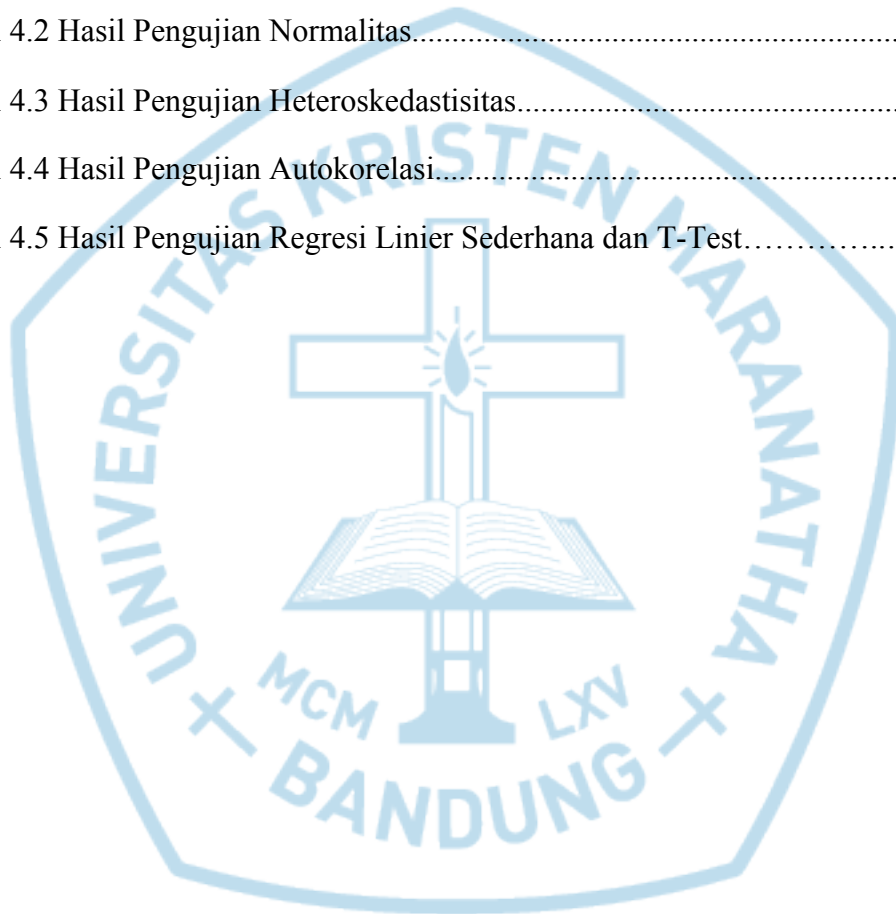 4.2 Hasil Pengujian Normalitas.....................................................................
4.3 Hasil Pengujian Heteroskedastisitas........................................................
4.4 Hasil Pengujian Autokorelasi...................................................................
4.5 Hasil Pengujian Regresi Linier Sederhana dan T-Test…………....
UNIVERSITAS KRISTEN MARANATHA
MCM LXV
BANDUNG